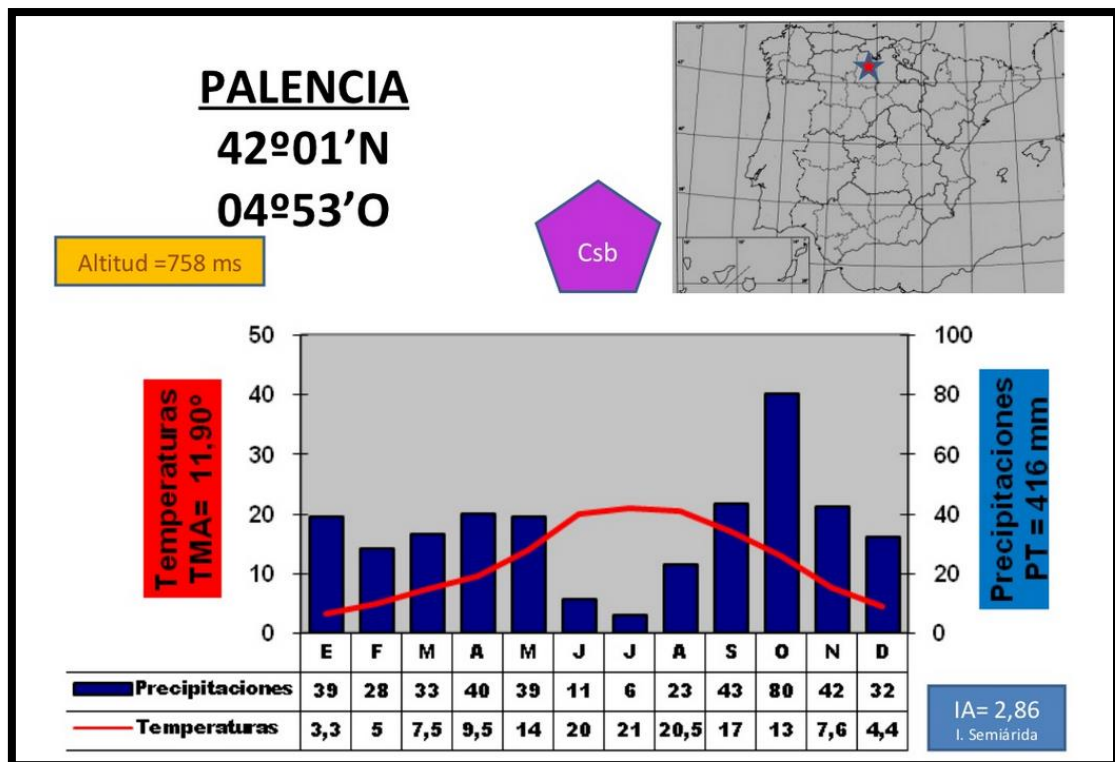 PALENCIA
42º01'N
04º53'O
Altitud =758 ms
Csb
Temperaturas
TMA= 11,90º
50
40
30
20
10
0
100
80
60
40
20
0
Precipitaciones
PT = 416 mm
E F M A M J J A S O N D
Precipitaciones 39 28 33 40 39 11 6 23 43 80 42 32
Temperaturas 3,3 5 7,5 9,5 14 20 21 20,5 17 13 7,6 4,4
IA= 2,86
I. Semiárida